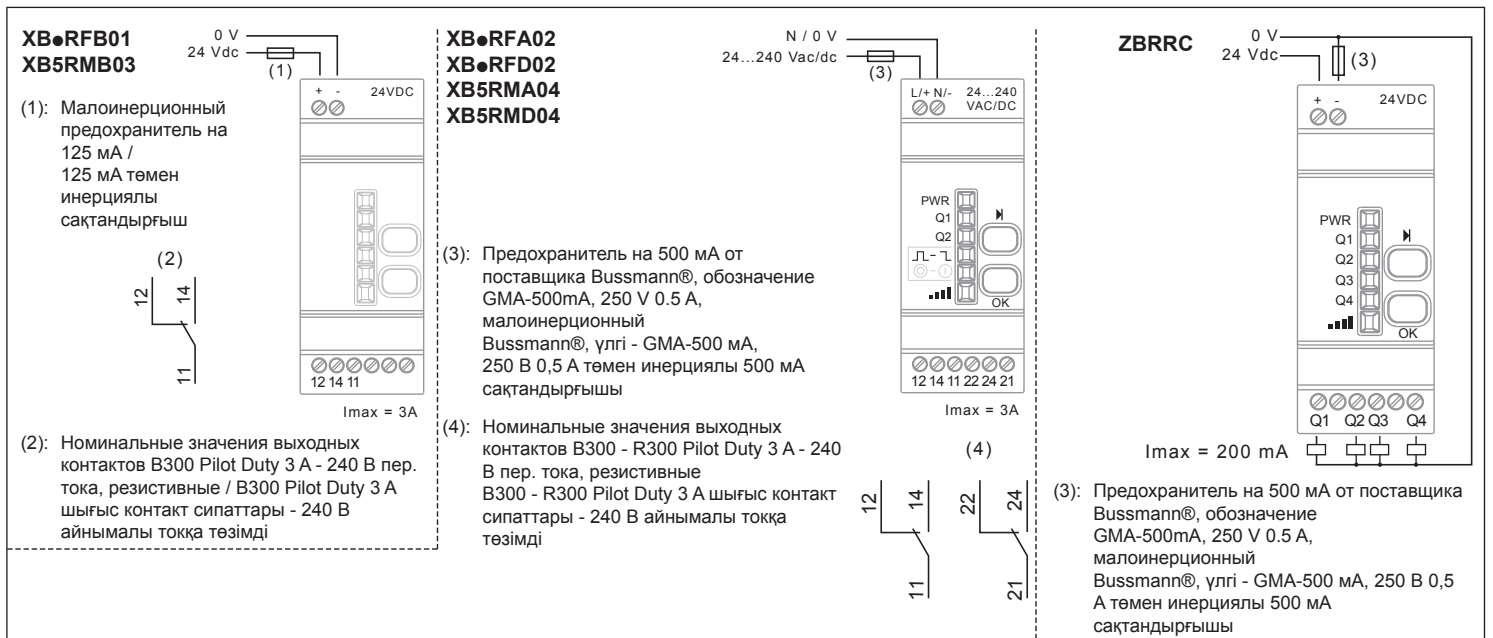 XB●RFB01
XB5RMB03
0 V
24 Vdc
(1)
+ -
24VDC
(1): Малоинерционный
предохранитель на
125 мА /
125 мА төмен
инерциялы
сақтандырғыш
(2)
12
14
11
12 14 11
Imax = 3A
(2): Номинальные значения выходных
контактов B300 Pilot Duty 3 A - 240 В пер.
тока, резистивные / B300 Pilot Duty 3 A
шығыс контакт сипаттары - 240 В
айнымалы токқа төзімді
XB●RFA02
XB●RFD02
XB5RMA04
XB5RMD04
N / 0 V
24...240 Vac/dc
(3)
L/+ N/-
24...240
VAC/DC
PWR
Q1
Q2
OK
12 14 11 22 24 21
Imax = 3A
(3): Предохранитель на 500 мА от
поставщика Bussmann®, обозначение
GMA-500mA, 250 V 0.5 A,
малоинерционный
Bussmann®, үлгі - GMA-500 мА,
250 В 0,5 А төмен инерциялы 500 мА
сақтандырғышы
(4): Номинальные значения выходных
контактов B300 - R300 Pilot Duty 3 A - 240
В пер. тока, резистивные
B300 - R300 Pilot Duty 3 A шығыс контакт
сипаттары - 240 В айнымалы токқа
төзімді
(4)
12
14
11
22
24
21
ZBRRC
0 V
24 Vdc
(3)
+ -
24VDC
PWR
Q1
Q2
Q3
Q4
OK
Q1 Q2 Q3 Q4
Imax = 200 mA
(3): Предохранитель на 500 мА от поставщика
Bussmann®, обозначение
GMA-500mA, 250 V 0.5 A,
малоинерционный
Bussmann®, үлгі - GMA-500 мА, 250 В 0,5
А төмен инерциялы 500 мА
сақтандырғышы